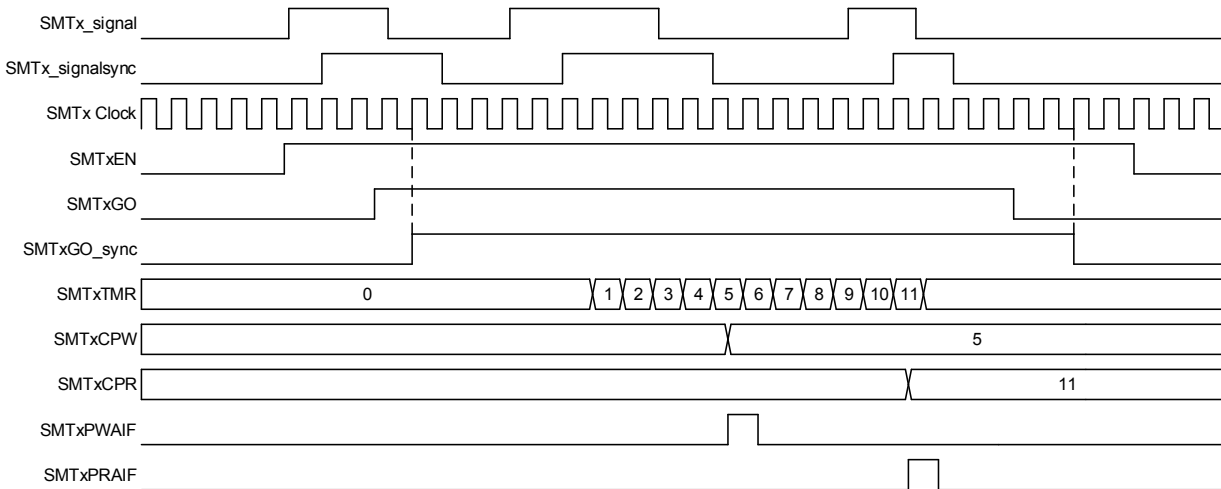 SMTx_signal
SMTx_signalsync
SMTx Clock
SMTxEN
SMTxGO
SMTxGO_sync
SMTxTMR 0 1 2 3 4 5 6 7 8 9 10 11
SMTxCPW 5
SMTxCPR 11
SMTxPWAIF
SMTxPRAIF